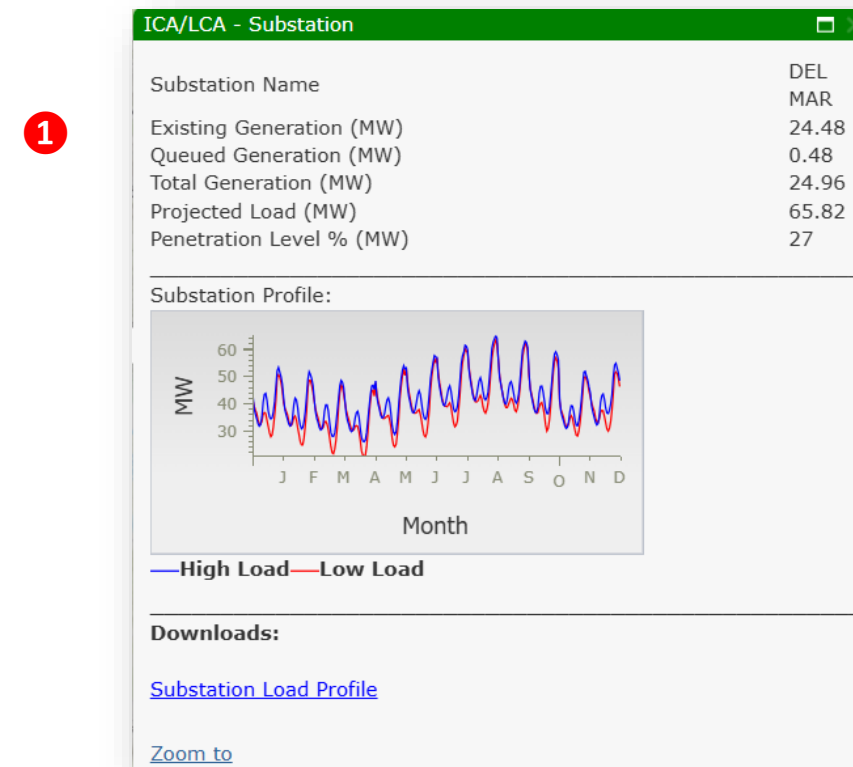 ICA/LCA - Substation
1
Substation Name DEL MAR
Existing Generation (MW) 24.48
Queued Generation (MW) 0.48
Total Generation (MW) 24.96
Projected Load (MW) 65.82
Penetration Level % (MW) 27
Substation Profile:
60
50
40
30
MW
J F M A M J J A S O N D
Month
High Load Low Load
Downloads:
Substation Load Profile
Zoom to